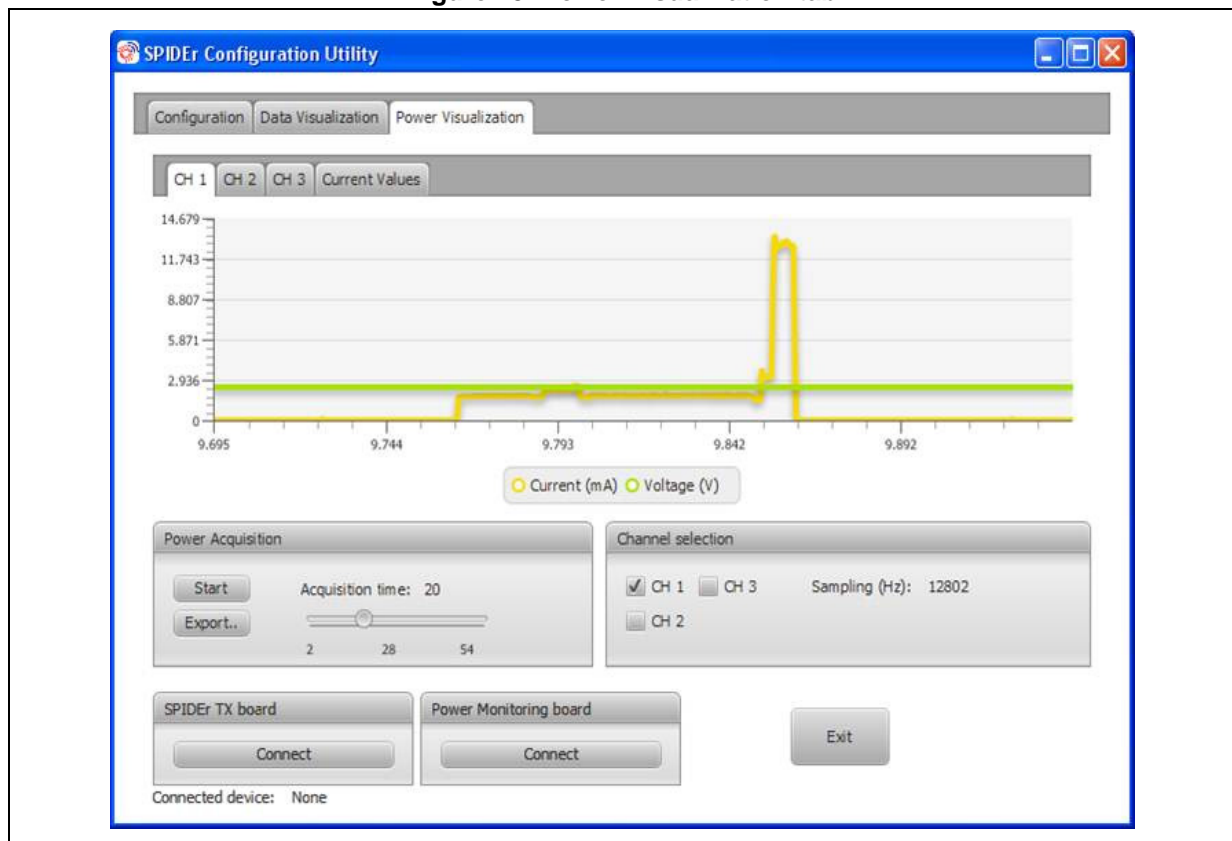 SPIDEr Configuration Utility
Configuration Data Visualization Power Visualization
CH 1 CH 2 CH 3 Current Values
14.679
11.743
8.807
5.871
2.936
0
9.695 9.744 9.793 9.842 9.892
Current (mA) Voltage (V)
Power Acquisition
Start Acquisition time: 20
Export..
2 28 54
Channel selection
CH 1 CH 3 Sampling (Hz): 12802
CH 2
SPIDEr TX board
Connect
Power Monitoring board
Connect
Exit
Connected device: None